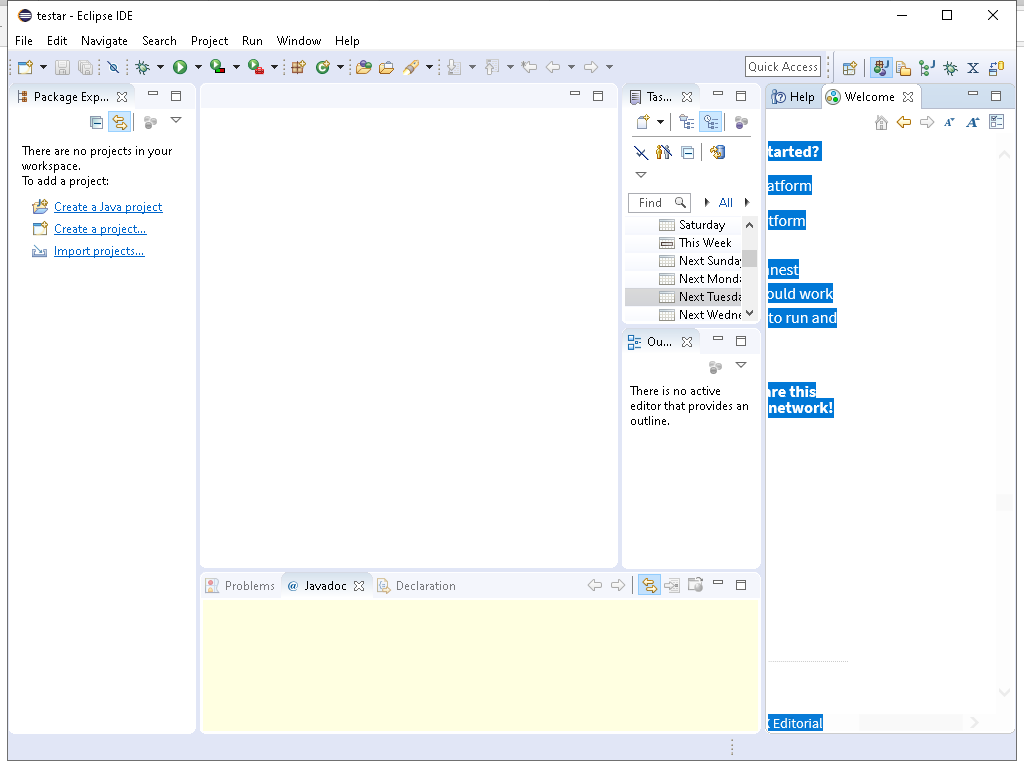 testar - Eclipse IDE
File Edit Navigate Search Project Run Window Help
Quick Access
Package Exp...
There are no projects in your
workspace.
To add a project:
Create a Java project
Create a project...
Import projects...
Tas...
Find
All
Saturday
This Week
Next Sunday
Next Monda
Next Tuesda
Next Wedne
Ou...
There is no active
editor that provides an
outline.
Help
Welcome
tarted?
atform
tform
nest
ould work
to run and
are this
network!
Editorial
Problems
@ Javadoc
Declaration